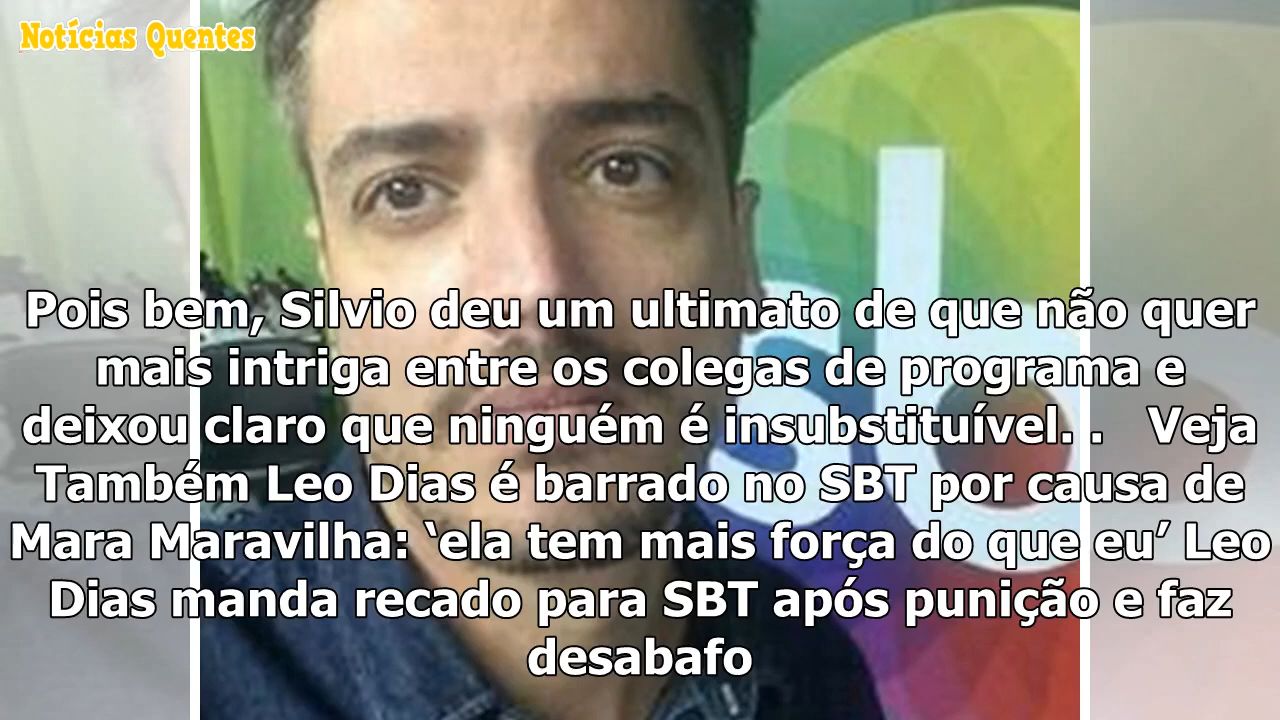 Notícias Quentes
sbt
Pois bem, Silvio deu um ultimato de que não quer
mais intriga entre os colegas de programa e
deixou claro que ninguém é insubstituível. .   Veja
Também Leo Dias é barrado no SBT por causa de
Mara Maravilha: ‘ela tem mais força do que eu’ Leo
Dias manda recado para SBT após punição e faz
desabafo